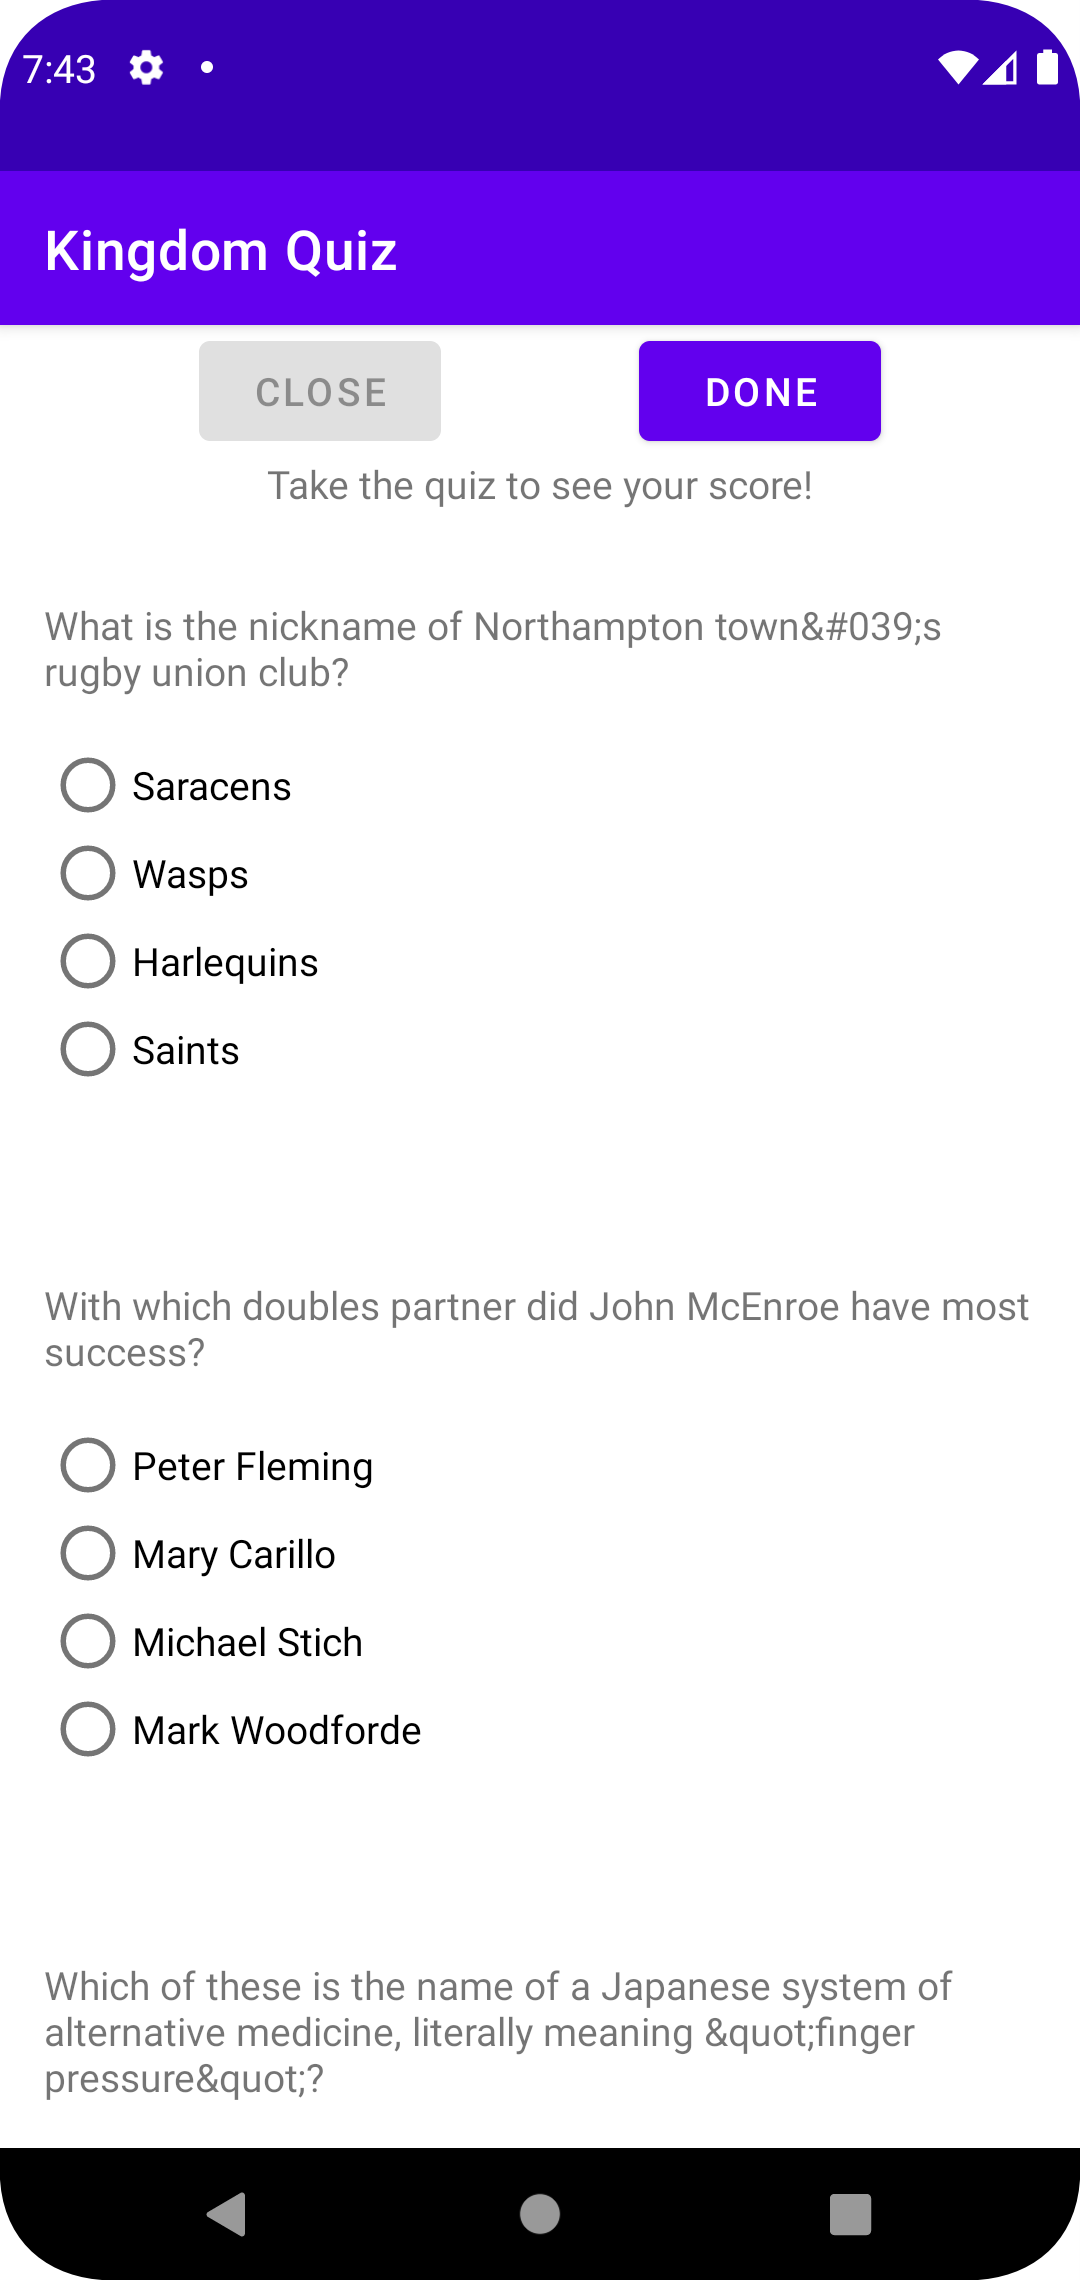 7:43
Kingdom Quiz
CLOSE
DONE
Take the quiz to see your score!
What is the nickname of Northampton town&#039;s
rugby union club?
Saracens
Wasps
Harlequins
Saints
With which doubles partner did John McEnroe have most
success?
Peter Fleming
Mary Carillo
Michael Stich
Mark Woodforde
Which of these is the name of a Japanese system of
alternative medicine, literally meaning &quot;finger
pressure&quot;?